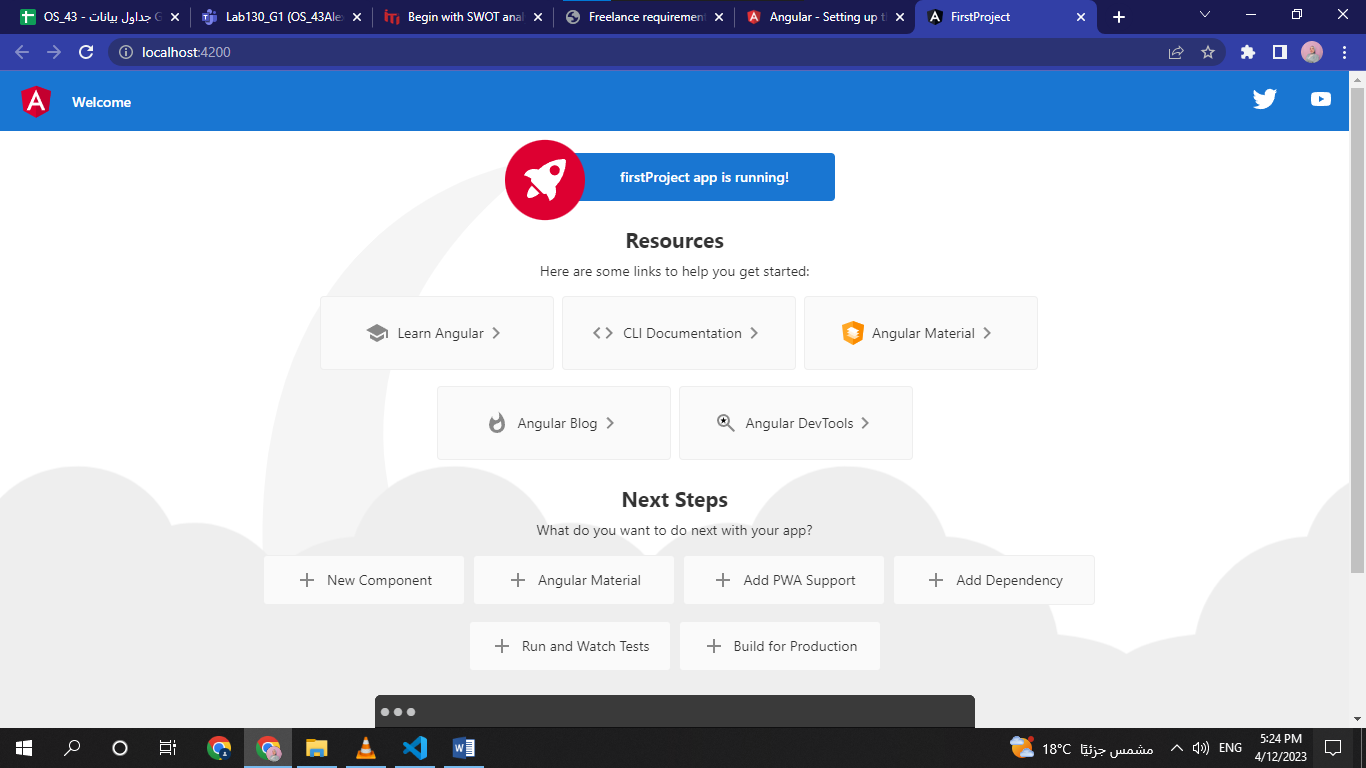 OS_43 - جداول بيانات G
Lab130_G1 (OS_43Ale
Begin with SWOT anal
Freelance requirement
Angular - Setting up t
FirstProject
localhost:4200
Welcome
firstProject app is running!
Resources
Here are some links to help you get started:
Learn Angular
CLI Documentation
Angular Material
Angular Blog
Angular DevTools
Next Steps
What do you want to do next with your app?
New Component
Angular Material
Add PWA Support
Add Dependency
Run and Watch Tests
Build for Production
18°C مشمس جزئيًا
ENG
5:24 PM
4/12/2023